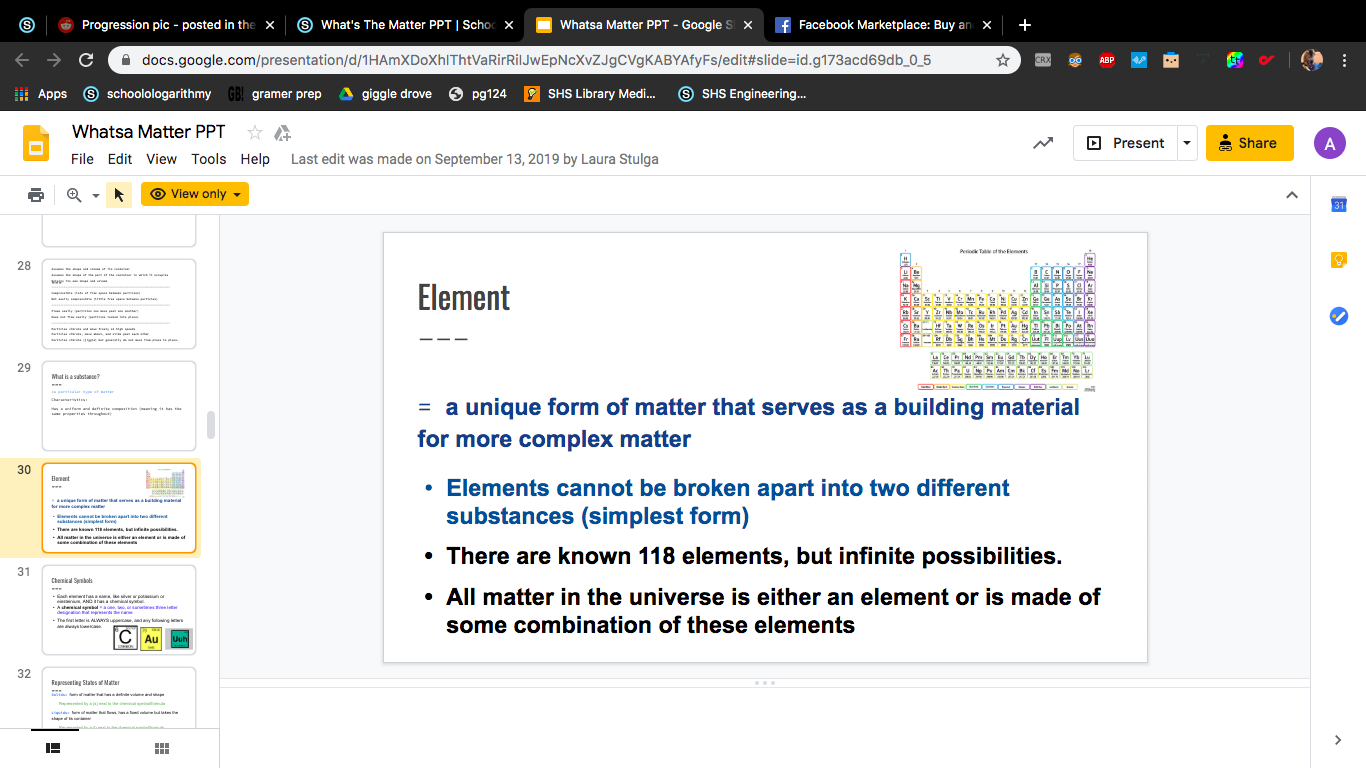 Progression pic - posted in the
What's The Matter PPT | Schoo
Whatsa Matter PPT - Google S
Facebook Marketplace: Buy an
docs.google.com/presentation/d/1HAmXDoXhlThtVaRirRilJwEpNcXvZJgCVgKABYAfyFs/edit#slide=id.g173acd69db_0_5
CRX
ABP
Apps
schoolologarithmy
GB!
gramer prep
giggle drove
pg124
SHS Library Medi...
SHS Engineering...
Whatsa Matter PPT
File Edit View Tools Help Last edit was made on September 13, 2019 by Laura Stulga
Present
Share
A
View only
31
28
29
What is a substance?
Characteristics:
Has a uniform and definite composition (meaning it has the
same properties throughout)
30
Element
= a unique form of matter that serves as a building material
for more complex matter
• Elements cannot be broken apart into two different
substances (simplest form)
• There are known 118 elements, but infinite possibilities.
• All matter in the universe is either an element or is made of
some combination of these elements
31
Chemical Symbols
• Each element has a name, like silver or potassium or
einsteinium, AND it has a chemical symbol.
• A chemical symbol = a one, two, or sometimes three letter
designation that represents the name
• The first letter is ALWAYS uppercase, and any following letters
are always lowercase.
C
Au
Uuh
32
Representing States of Matter
form of matter that has a definite volume and shape
form of matter that flows, has a fixed volume but takes the
shape of its container
Periodic Table of the Elements
Element
= a unique form of matter that serves as a building material
for more complex matter
• Elements cannot be broken apart into two different
substances (simplest form)
• There are known 118 elements, but infinite possibilities.
• All matter in the universe is either an element or is made of
some combination of these elements